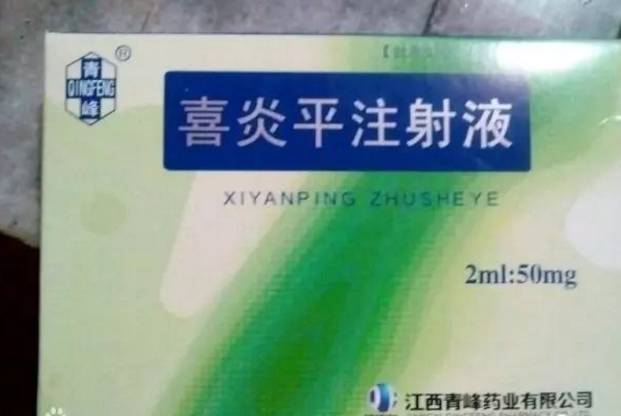 青
QINGFENG
峰
®
喜炎平注射液
XIYANPING ZHUSHEYE
2ml:50mg
江西青峰药业有限公司